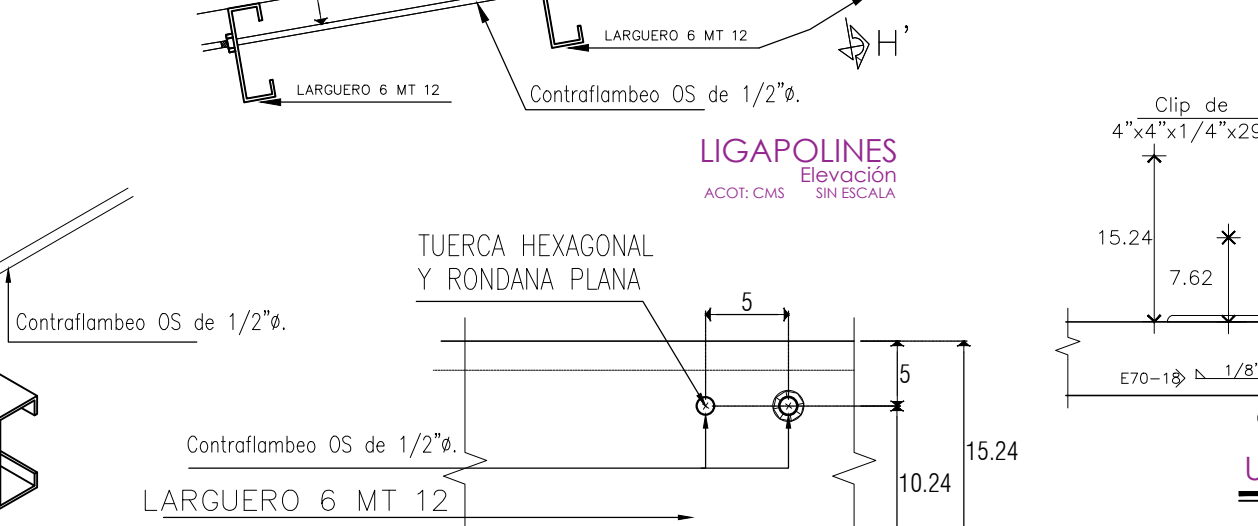 LARGUERO 6 MT 12
H'
LARGUERO 6 MT 12
Contraflambeo OS de 1/2"ø.
Clip de
4"x4"x1/4"x29
LIGAPOLINES
Elevación
ACOT: CMS SIN ESCALA
TUERCA HEXAGONAL
Y RONDANA PLANA
15.24
7.62
5
Contraflambeo OS de 1/2"ø.
5
E70-18
1/8"
Contraflambeo OS de 1/2"ø.
15.24
10.24
LARGUERO 6 MT 12